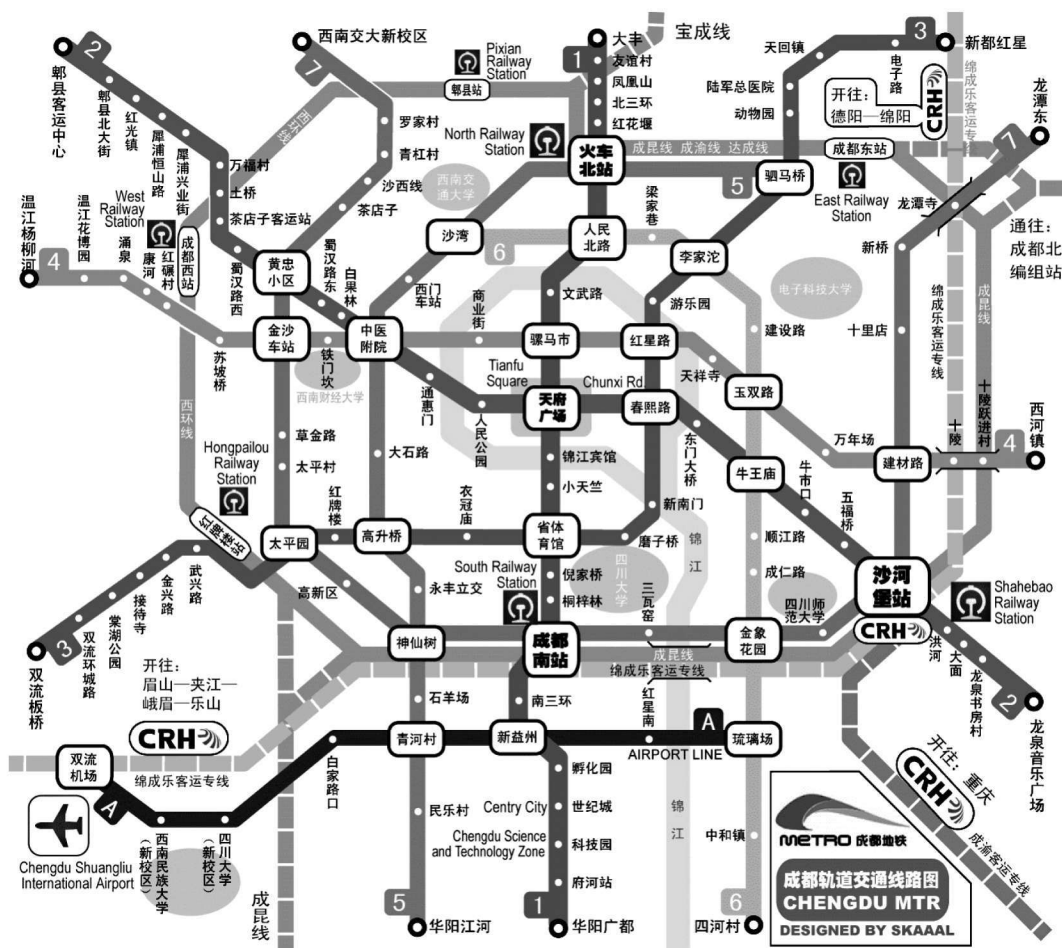 西南交大新校区
7
2
郫县客运中心
郫县北大街
红光镇
犀浦恒山路
犀浦兴业街
万福村
土桥
茶店子客运站
罗家村
青杠村
沙西线
茶店子
西环线
Pixian
Railway
Station
郫县站
1
大丰
友谊村
凤凰山
北三环
红花堰
宝成线
天回镇
陆军总医院
动物园
电子路
3
新都红星
开往：
德阳—绵阳
CRH
绵成乐客运专线
龙潭东
7
North Railway
Station
火车
北站
成昆线 成渝线 达成线
成都东站
5
驷马桥
East Railway
Station
龙潭寺
通往：
成都北
编组站
温江杨柳河
4
温江花博园
涌泉
West
Railway
Station
成都西站
康河
红碾村
蜀汉路西
黄忠
小区
蜀汉路东
白果林
西南交
通大学
沙湾
6
人民
北路
梁家巷
李家沱
新桥
成昆线
绵成乐客运专线
西门
车站
商业街
文武路
游乐园
电子科技大学
建设路
十里店
苏坡桥
金沙
车站
铁门坎
中医
附院
骡马市
红星路
天祥寺
玉双路
西南财经大学
Tianfu
Square
Chunxi Rd.
通惠门
人民公园
天府
广场
春熙路
东门大桥
万年场
建材路
十陵
十陵跃进村
4
西河镇
西环线
Hongpailou
Railway
Station
草金路
太平村
大石路
锦江宾馆
小天竺
牛王庙
牛市口
五福桥
新南门
红牌楼站
太平园
红牌楼
高升桥
衣冠庙
省体
育馆
磨子桥
锦江
顺江路
沙河
堡站
Shahebao
Railway
Station
CRH
武兴路
金兴路
接待寺
棠湖公园
双流环城路
3
双流板桥
高新区
永丰立交
South Railway
Station
倪家桥
桐梓林
四川大学
三瓦窑
成仁路
四川师
范大学
洪河
大面
龙泉书房村
2
龙泉音乐广场
神仙树
成都
南站
成昆线
绵成乐客运专线
金象
花园
开往：
眉山—夹江—
峨眉—乐山
CRH
石羊场
南三环
红星南
A
青河村
新益州
AIRPORT LINE
琉璃场
双流
机场
绵成乐客运专线
A
白家路口
Chengdu Shuangliu
International Airport
西南民族大学
（新校区）
四川大学
（新校区）
成昆线
民乐村
5
华阳江河
孵化园
Centry City
世纪城
Chengdu Science
and Technology Zone
科技园
府河站
1
华阳广都
锦江
中和镇
6
四河村
开往：重庆
CRH
成渝客运专线
METRO 成都地铁
成都轨道交通线路图
CHENGDU MTR
DESIGNED BY SKAAAL